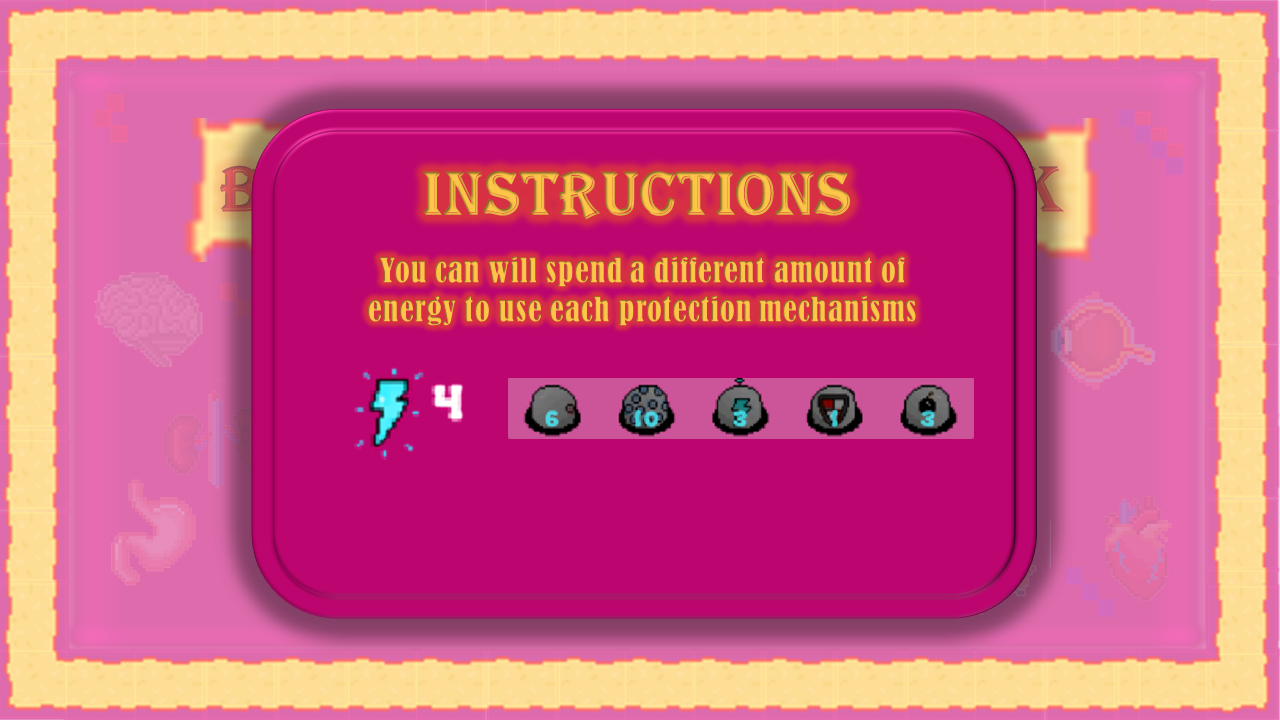 B K
INSTRUCTIONS
You can will spend a different amount of
energy to use each protection mechanisms
4 6 10 3 1 3